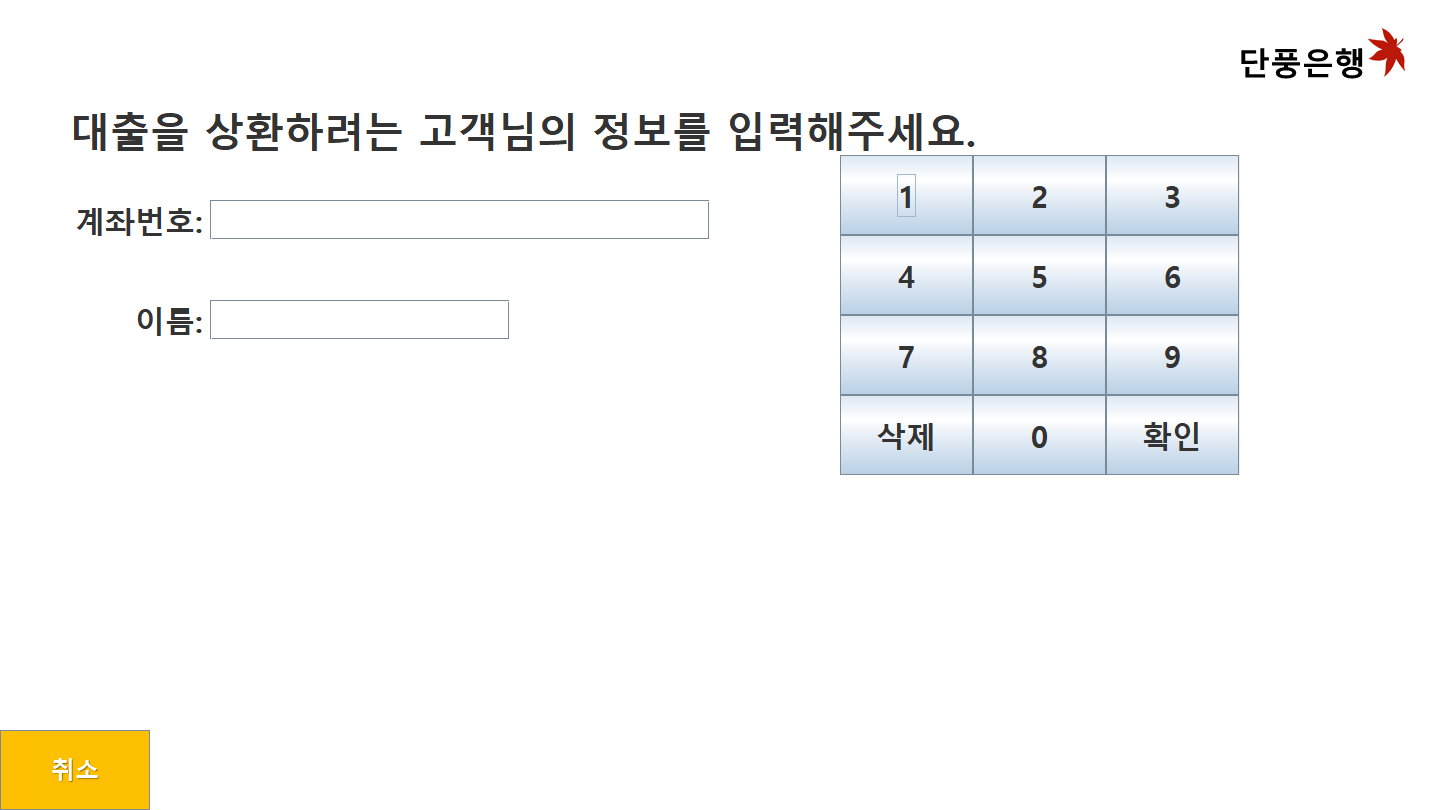 단풍은행
대출을 상환하려는 고객님의 정보를 입력해주세요.
계좌번호:
이름:
1 2 3
4 5 6
7 8 9
삭제 0 확인
취소